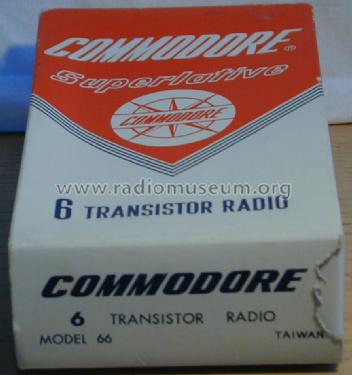 COMMODORE®
Superlative
COMMODORE
www.radiomuseum.org
6 TRANSISTOR RADIO
COMMODORE
6 TRANSISTOR RADIO
MODEL 66 TAIWAN